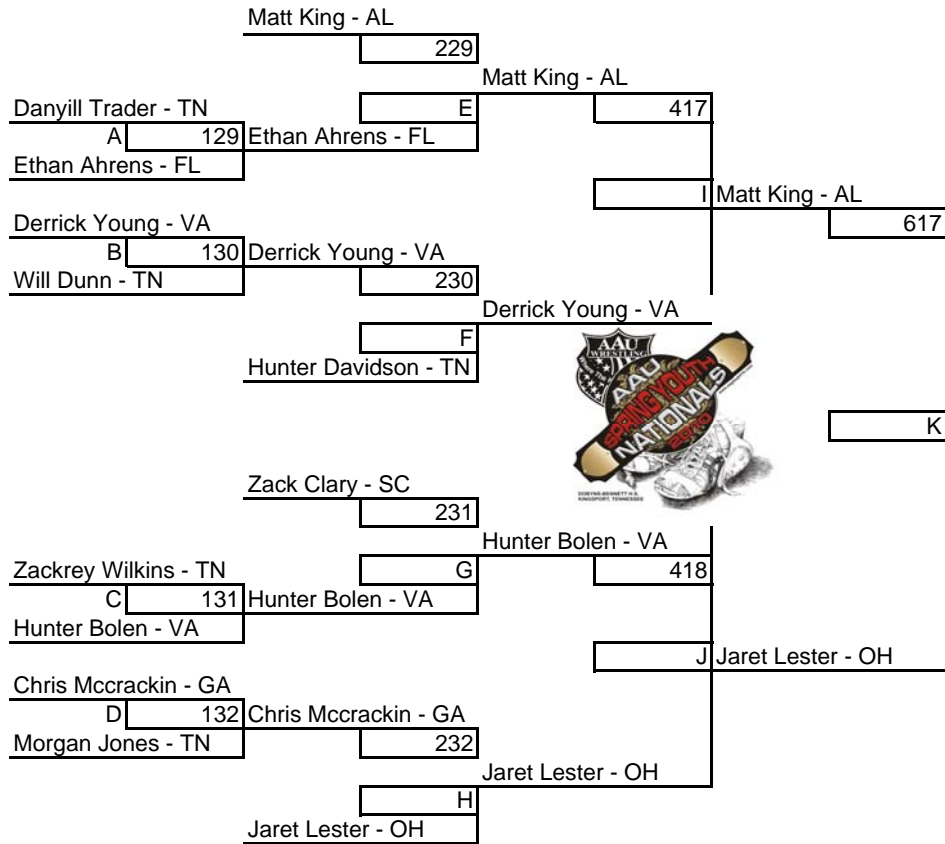 Matt King - AL
229
Matt King - AL
Danyill Trader - TN
E
417
A 129 Ethan Ahrens - FL
Ethan Ahrens - FL
I Matt King - AL
Derrick Young - VA
617
B 130 Derrick Young - VA
Will Dunn - TN
230
Derrick Young - VA
F
Hunter Davidson - TN
AAU
WRESTLING
AAU
SPRING YOUTH
NATIONALS
2010
K
DOBYNS-BENNETT H.S.
KINGSPORT, TENNESSEE
Zack Clary - SC
231
Hunter Bolen - VA
Zackrey Wilkins - TN
G
418
C 131 Hunter Bolen - VA
Hunter Bolen - VA
J Jaret Lester - OH
Chris Mccrackin - GA
D 132 Chris Mccrackin - GA
Morgan Jones - TN
232
Jaret Lester - OH
H
Jaret Lester - OH